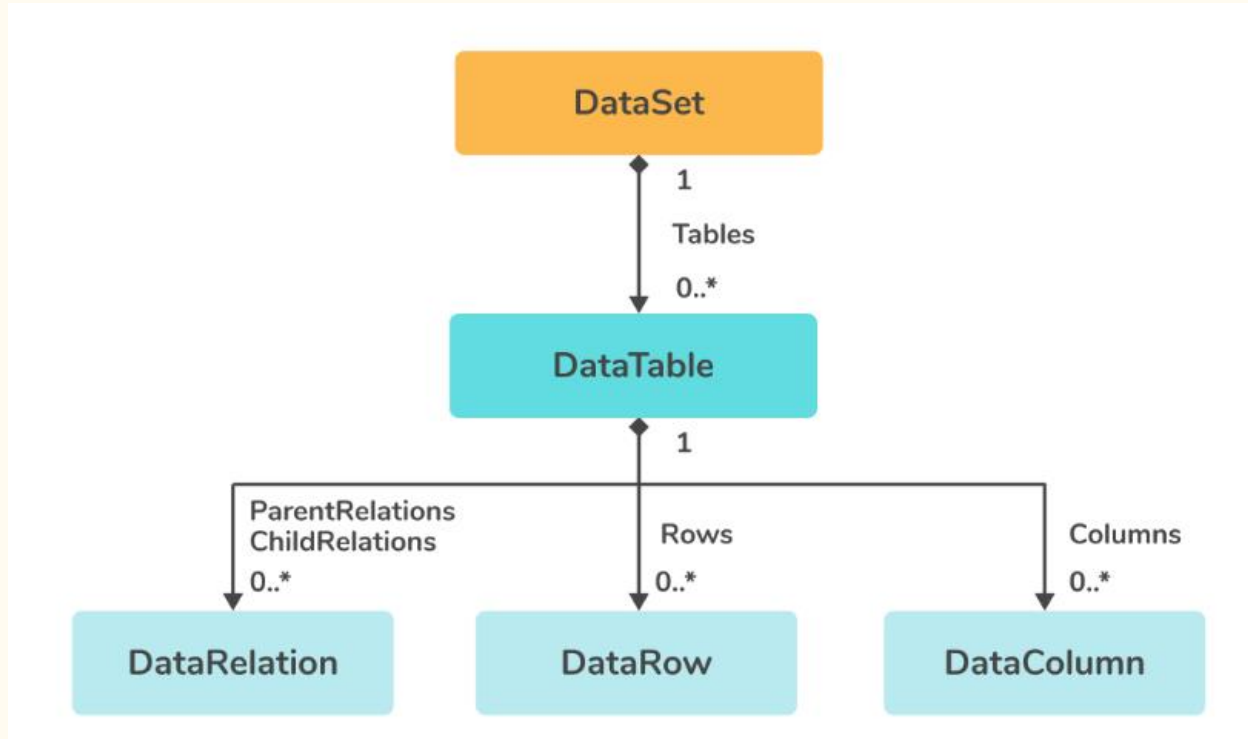 DataSet
1
Tables
0..*
DataTable
1
ParentRelations
ChildRelations
0..*
Rows
0..*
Columns
0..*
DataRelation
DataRow
DataColumn